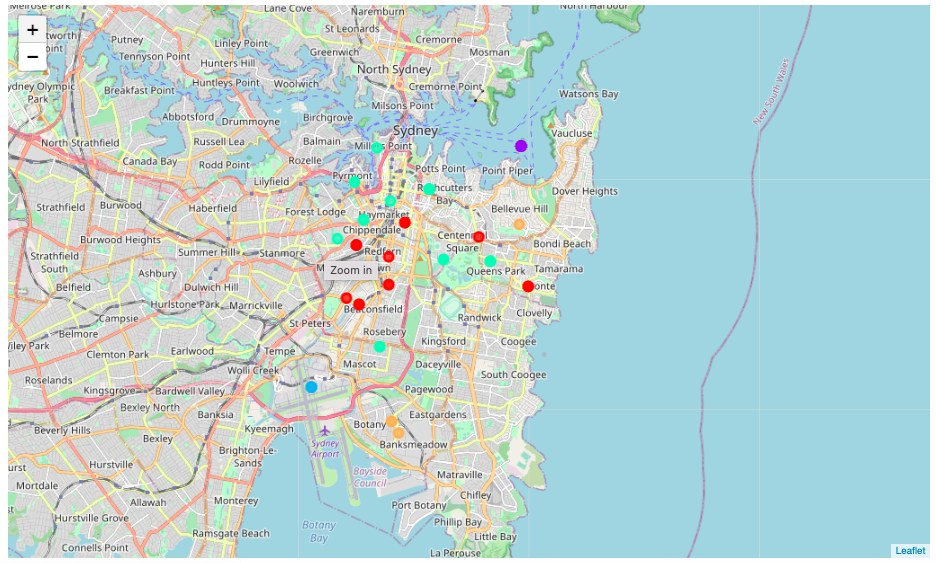 Melrose Park
Lane Cove
Naremburn
North Harbour
St Leonards
Putney
Linley Point
Cremorne
Greenwich
Mosman
Tennyson Point
Hunters Hill
North Sydney
+
−
Sydney Olympic
Park
Huntleys Point
Woolwich
Cremorne Point
Breakfast Point
Watsons Bay
Milsons Point
Abbotsford
Drummoyne
Birchgrove
New South Wales
Sydney
Vaucluse
North Strathfield
Russell Lea
Balmain
Rozelle
Canada Bay
Rodd Point
Potts Point
Point Piper
Pyrmont
Lilyfield
Bay
Dover Heights
Strathfield
Burwood
Haberfield
Forest Lodge
Haymarket
Bellevue Hill
Chippendale
Burwood Heights
Summer Hill
Stanmore
Redfern
Square
Bondi Beach
Strathfield
South
Ashbury
Zoom in
Queens Park
Tamarama
Belfield
Dulwich Hill
Hurlstone Park
Marrickville
Clovelly
Campsie
St Peters
Randwick
Belmore
Rosebery
Kingsford
Coogee
Clemton Park
Earlwood
Tempe
Mascot
Daceyville
Wolli Creek
Roselands
South Coogee
Kingsgrove
Bardwell Valley
Pagewood
Bexley North
Banksia
Eastgardens
Beverly Hills
Kyeemagh
Botany
Bexley
Sydney
Airport
Banksmeadow
Brighton-Le-
Sands
Hurstville
Bayside
Council
Matraville
Mortdale
Chifley
Allawah
Monterey
Port Botany
Hurstville Grove
Phillip Bay
Botany
Bay
Ramsgate Beach
Little Bay
Connells Point
La Perouse
Leaflet